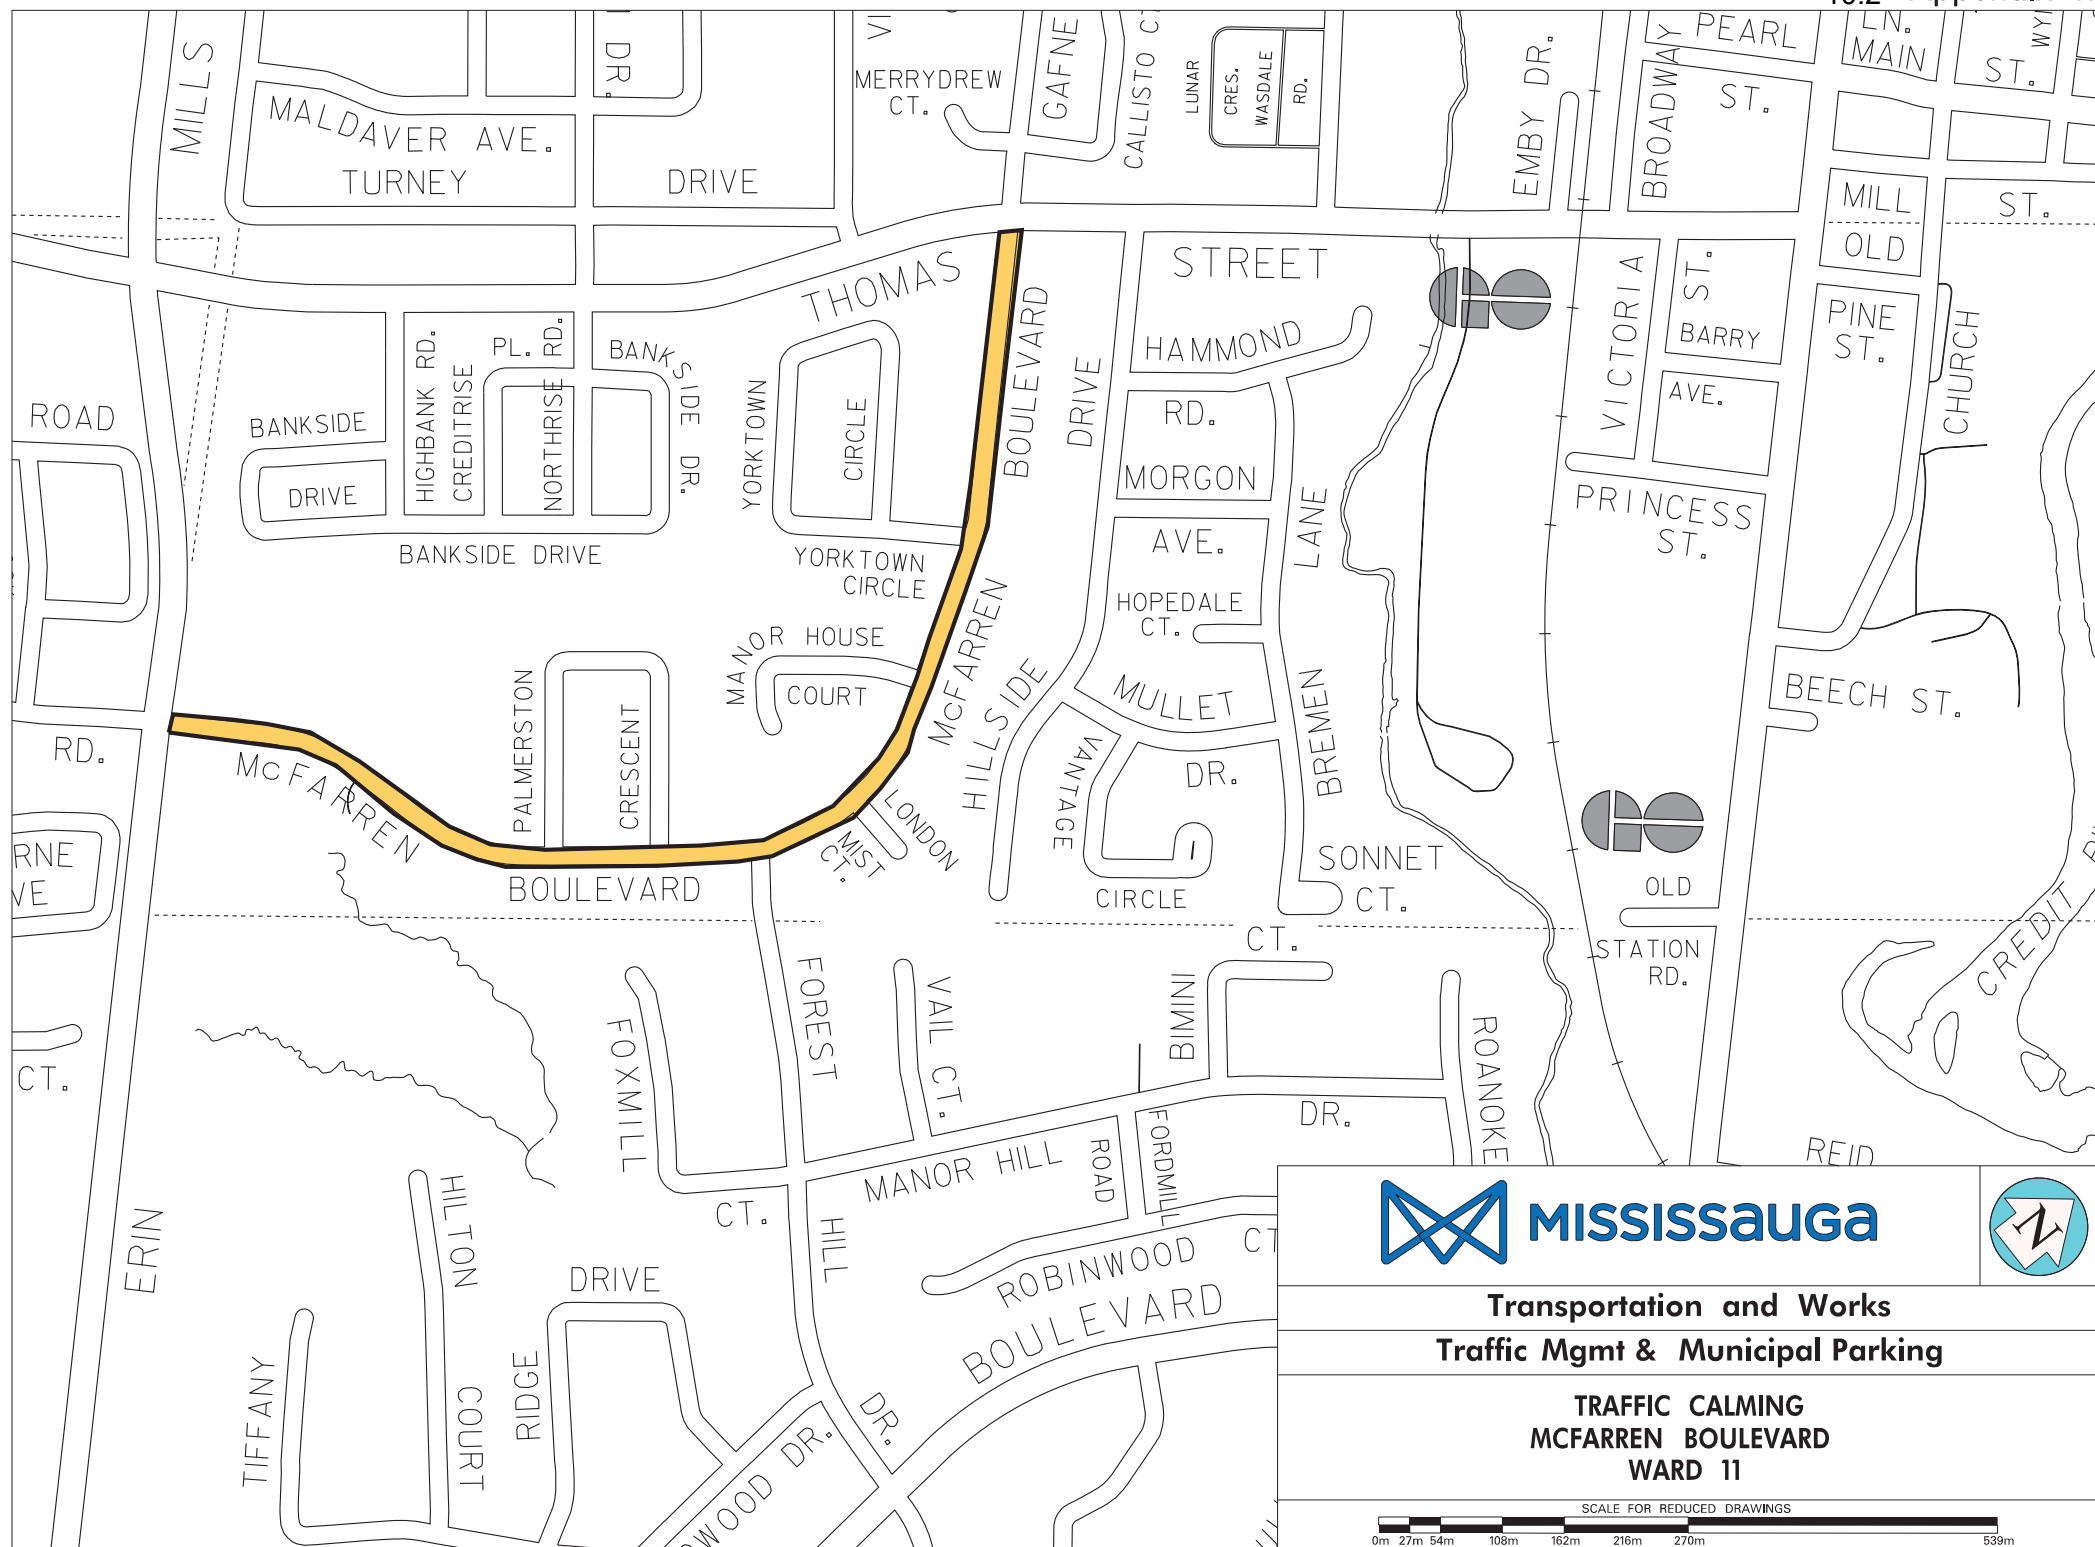 MILLS
DR.
MALDAVER AVE.
TURNEY DRIVE
MERRYDREW
CT.
CALLISTO
LUNAR
CRES.
WASDALE
RD.
EMBY DR.
BROADWAY
PEARL
ST.
LN.
MAIN
ST.
MILL
ST.
OLD
THOMAS STREET
BOULEVARD
DRIVE
HAMMOND
RD.
MORGON
AVE.
LANE
HOPEDALE
CT.
VICTORIA
ST.
BARRY
AVE.
PINE
ST.
CHURCH
PRINCESS
ST.
ROAD
BANKSIDE
DRIVE
HIGHBANK RD.
CREDITRISE
PL.
NORTHRISE RD.
BANKSIDE DR.
BANKSIDE DRIVE
YORKTOWN
CIRCLE
YORKTOWN
CIRCLE
MANOR HOUSE
COURT
McFARREN
HILLSIDE
MULLET
DR.
VANTAGE
CIRCLE
BREMEN
BEECH ST.
RD.
McFARREN
PALMERSTON
CRESCENT
BOULEVARD
LONDON
MIST
CT.
SONNET
CT.
OLD
STATION
RD.
CREDIT
CT.
FOXMILL
CT.
FOREST
HILL
DR.
VAIL CT.
BIMINI
CT.
ROANOKE
DR.
MANOR HILL
ROAD
FORDMILL
REID
ERIN
HILTON
COURT
TIFFANY
RIDGE
DRIVE
ROBINWOOD
BOULEVARD
WOOD DR.
MISSISSAUGA
N
Transportation and Works
Traffic Mgmt & Municipal Parking
TRAFFIC CALMING
MCFARREN BOULEVARD
WARD 11
SCALE FOR REDUCED DRAWINGS
0m 27m 54m 108m 162m 216m 270m 539m